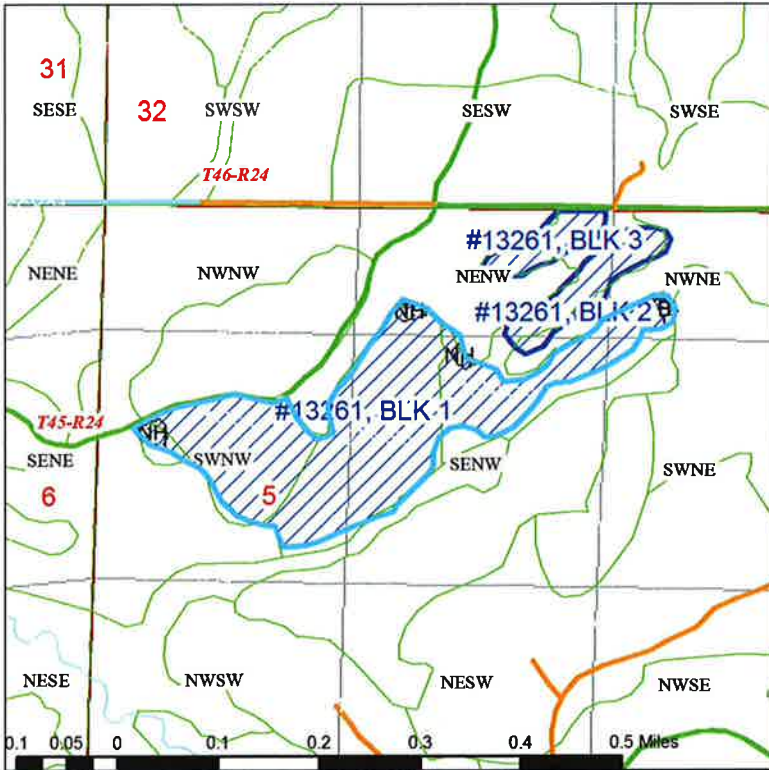 31
32
SESE
SWSW
SESW
SWSE
T46-R24
#13261, BLK 3
NENE
NWNW
NENW
NWNE
#13261, BLK 2
NH
NH
#13261, BLK 1
T45-R24
NH
SENE
SWNW
SENW
SWNE
6
5
NESE
NWSW
NESW
NWSE
0.1 0.05 0 0.1 0.2 0.3 0.4 0.5 Miles